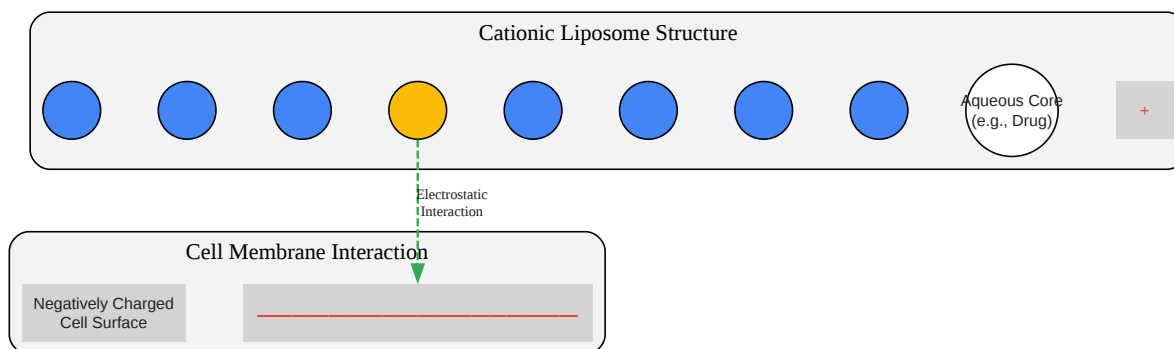 Cationic Liposome Structure
Aqueous Core
(e.g., Drug)
+
Electrostatic
Interaction
Cell Membrane Interaction
Negatively Charged
Cell Surface